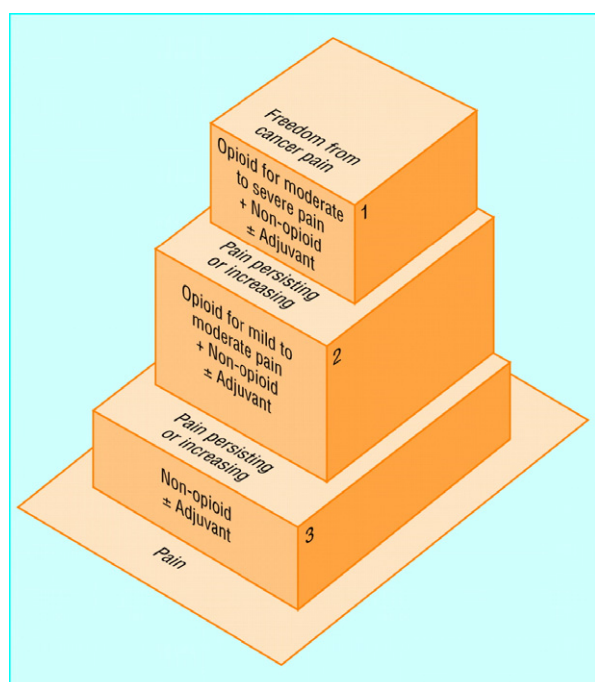 Freedom from
cancer pain
Opioid for moderate
to severe pain
+ Non-opioid
± Adjuvant
1
Pain persisting
or increasing
Opioid for mild to
moderate pain
+ Non-opioid
± Adjuvant
2
Pain persisting
or increasing
Non-opioid
± Adjuvant
3
Pain